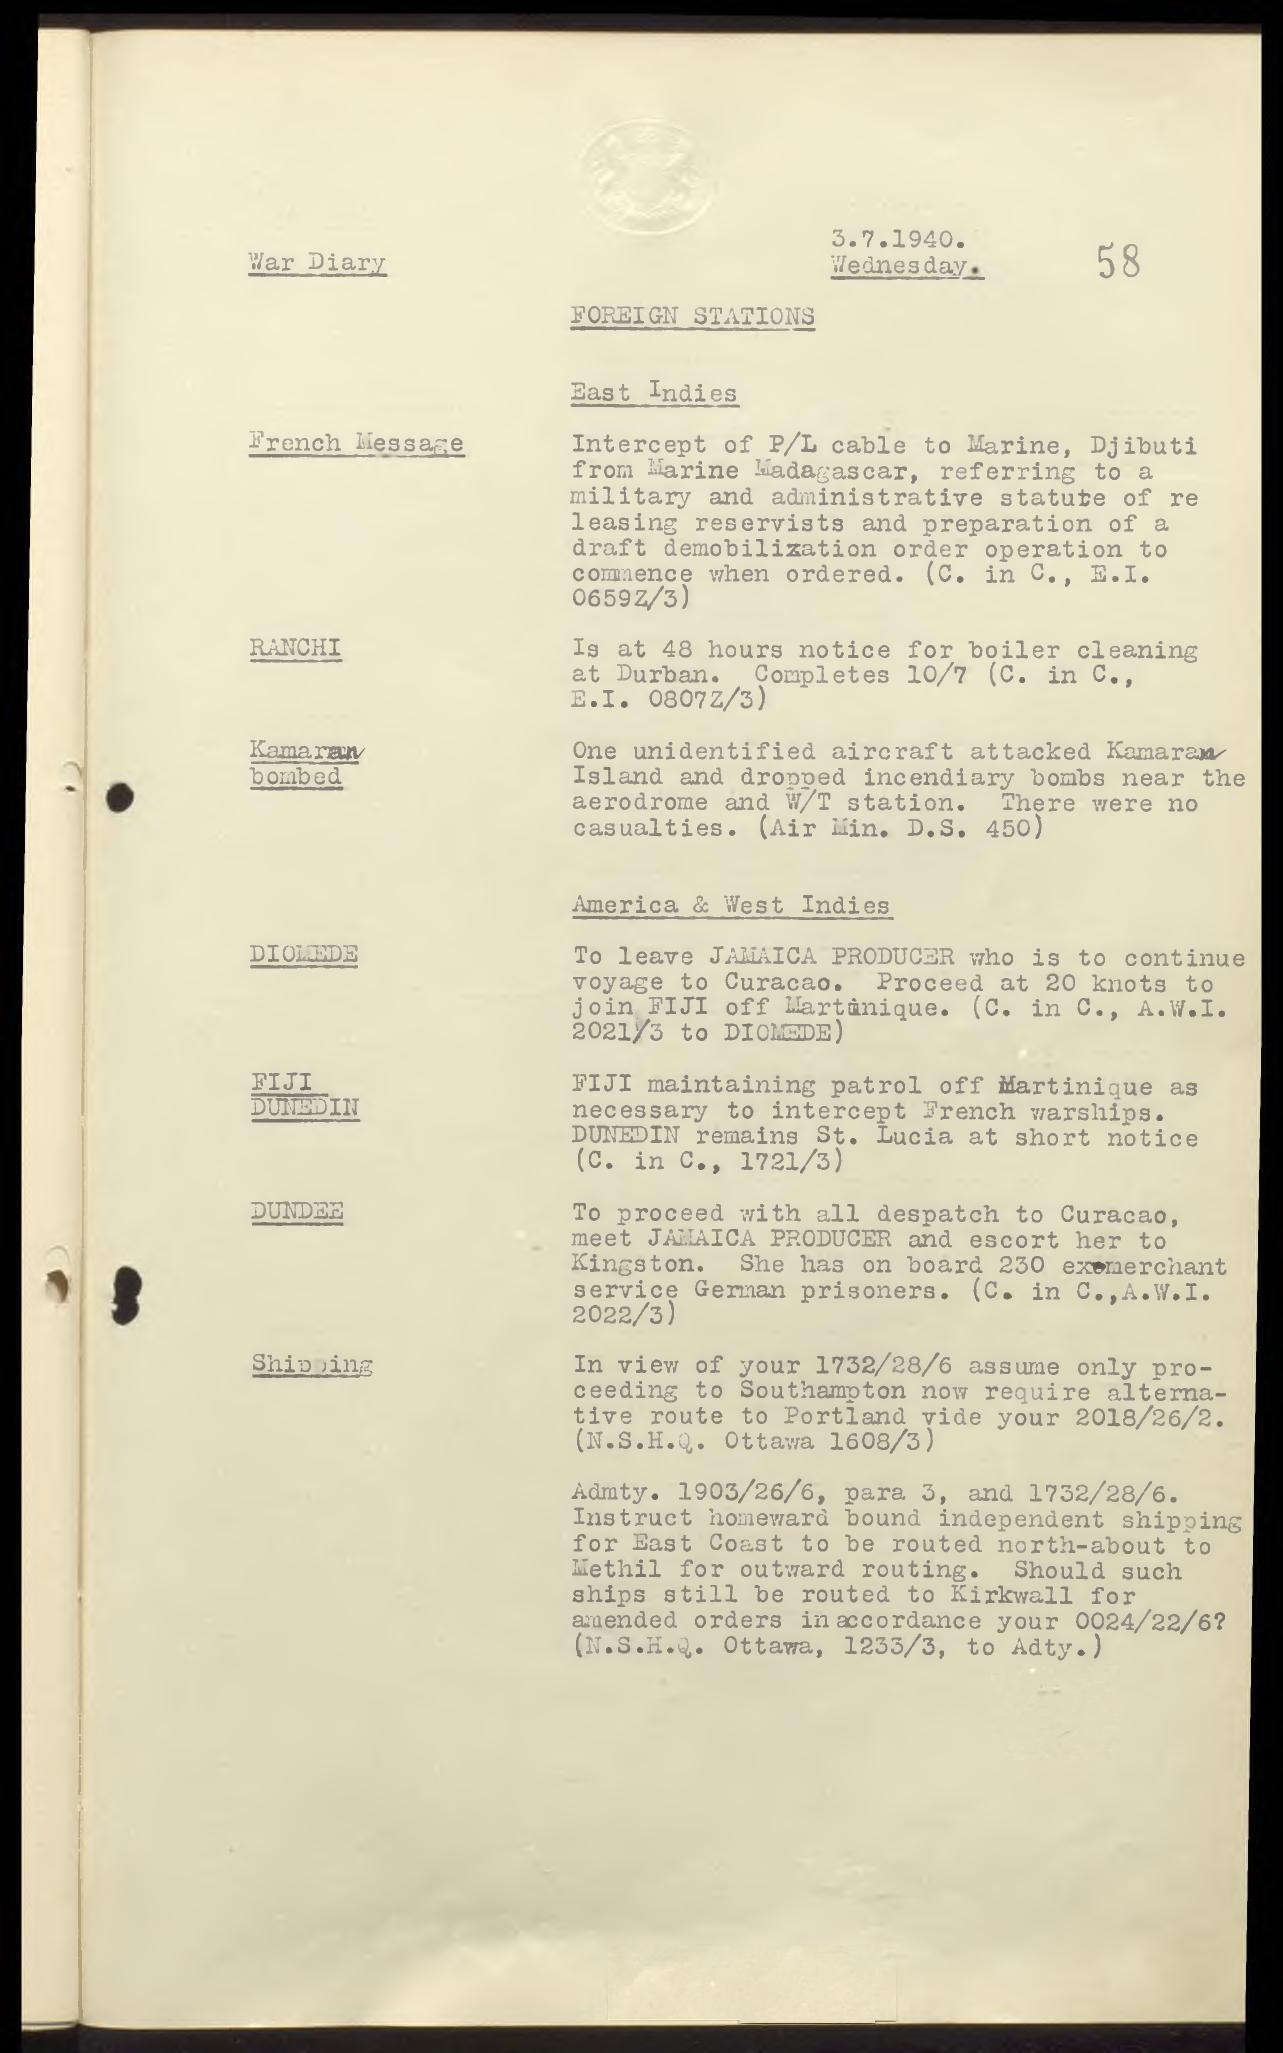 3.7.1940.
War Diary Wednesday. 58
FOREIGN STATIONS
East Indies
French Message
Intercept of P/L cable to Marine, Djibuti
from Marine Madagascar, referring to a
military and administrative statute of re
leasing reservists and preparation of a
draft demobilization order operation to
commence when ordered. (C. in C., E.I.
0659Z/3)
RANCHI
Is at 48 hours notice for boiler cleaning
at Durban. Completes 10/7 (C. in C.,
E.I. 0807Z/3)
Kamaran
bombed
One unidentified aircraft attacked Kamaran
Island and dropped incendiary bombs near the
aerodrome and W/T station. There were no
casualties. (Air Min. D.S. 450)
America & West Indies
DIOMEDE
To leave JAMAICA PRODUCER who is to continue
voyage to Curacao. Proceed at 20 knots to
join FIJI off Martinique. (C. in C., A.W.I.
2021/3 to DIOMEDE)
FIJI
DUNEDIN
FIJI maintaining patrol off Martinique as
necessary to intercept French warships.
DUNEDIN remains St. Lucia at short notice
(C. in C., 1721/3)
DUNDEE
To proceed with all despatch to Curacao,
meet JAMAICA PRODUCER and escort her to
Kingston. She has on board 230 ex-merchant
service German prisoners. (C. in C.,A.W.I.
2022/3)
Shipping
In view of your 1732/28/6 assume only pro-
ceeding to Southampton now require alterna-
tive route to Portland vide your 2018/26/2.
(N.S.H.Q. Ottawa 1608/3)
Admty. 1903/26/6, para 3, and 1732/28/6.
Instruct homeward bound independent shipping
for East Coast to be routed north-about to
Methil for outward routing. Should such
ships still be routed to Kirkwall for
amended orders in accordance your 0024/22/6?
(N.S.H.Q. Ottawa, 1233/3, to Adty.)